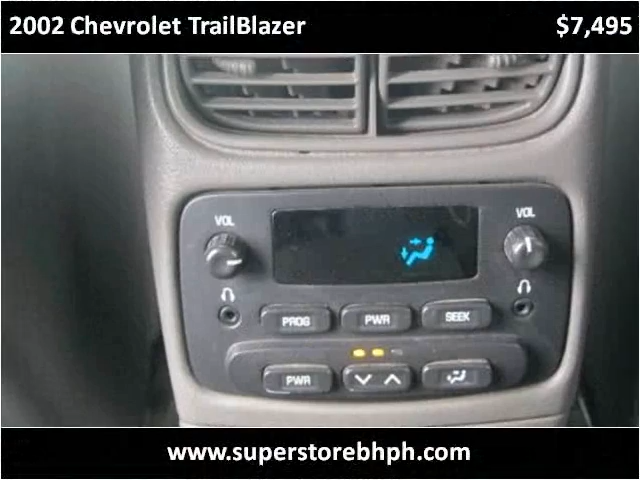 2002 Chevrolet TrailBlazer $7,495
VOL VOL
PROG PWR SEEK
PWR
www.superstorebhph.com